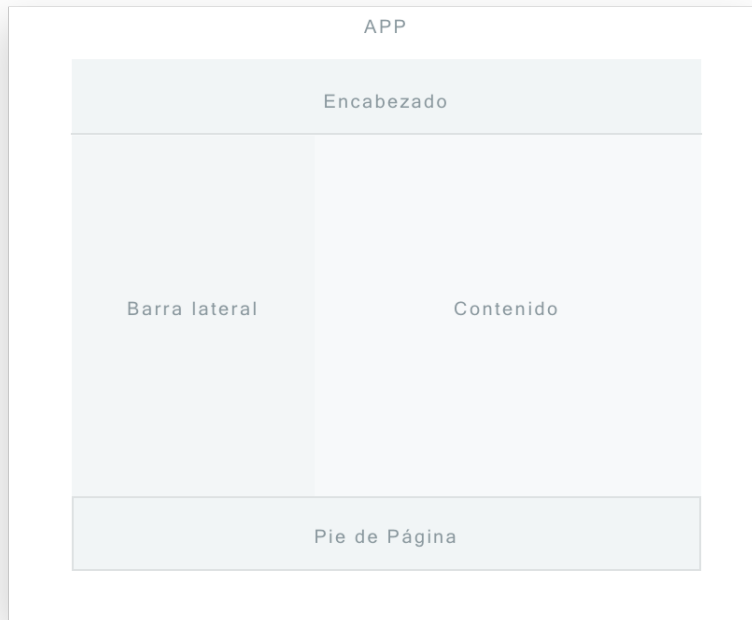 APP
Encabezado
Barra lateral
Contenido
Pie de Página